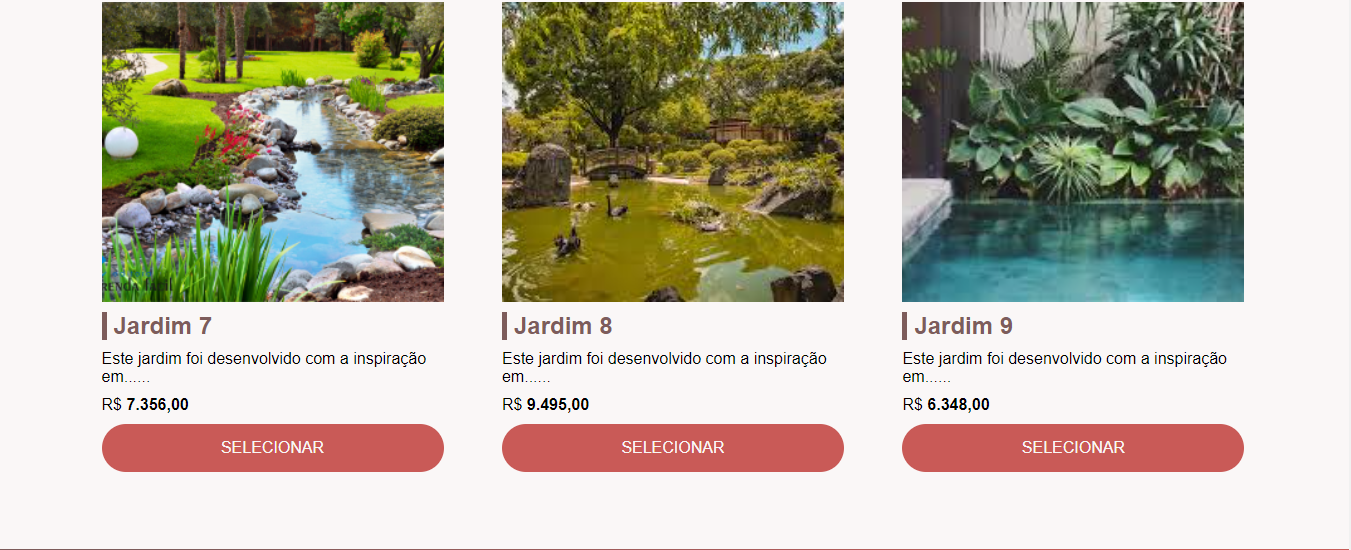 RENDA fácil
Jardim 7
Este jardim foi desenvolvido com a inspiração
em......
R$ 7.356,00
SELECIONAR
Jardim 8
Este jardim foi desenvolvido com a inspiração
em......
R$ 9.495,00
SELECIONAR
Jardim 9
Este jardim foi desenvolvido com a inspiração
em......
R$ 6.348,00
SELECIONAR